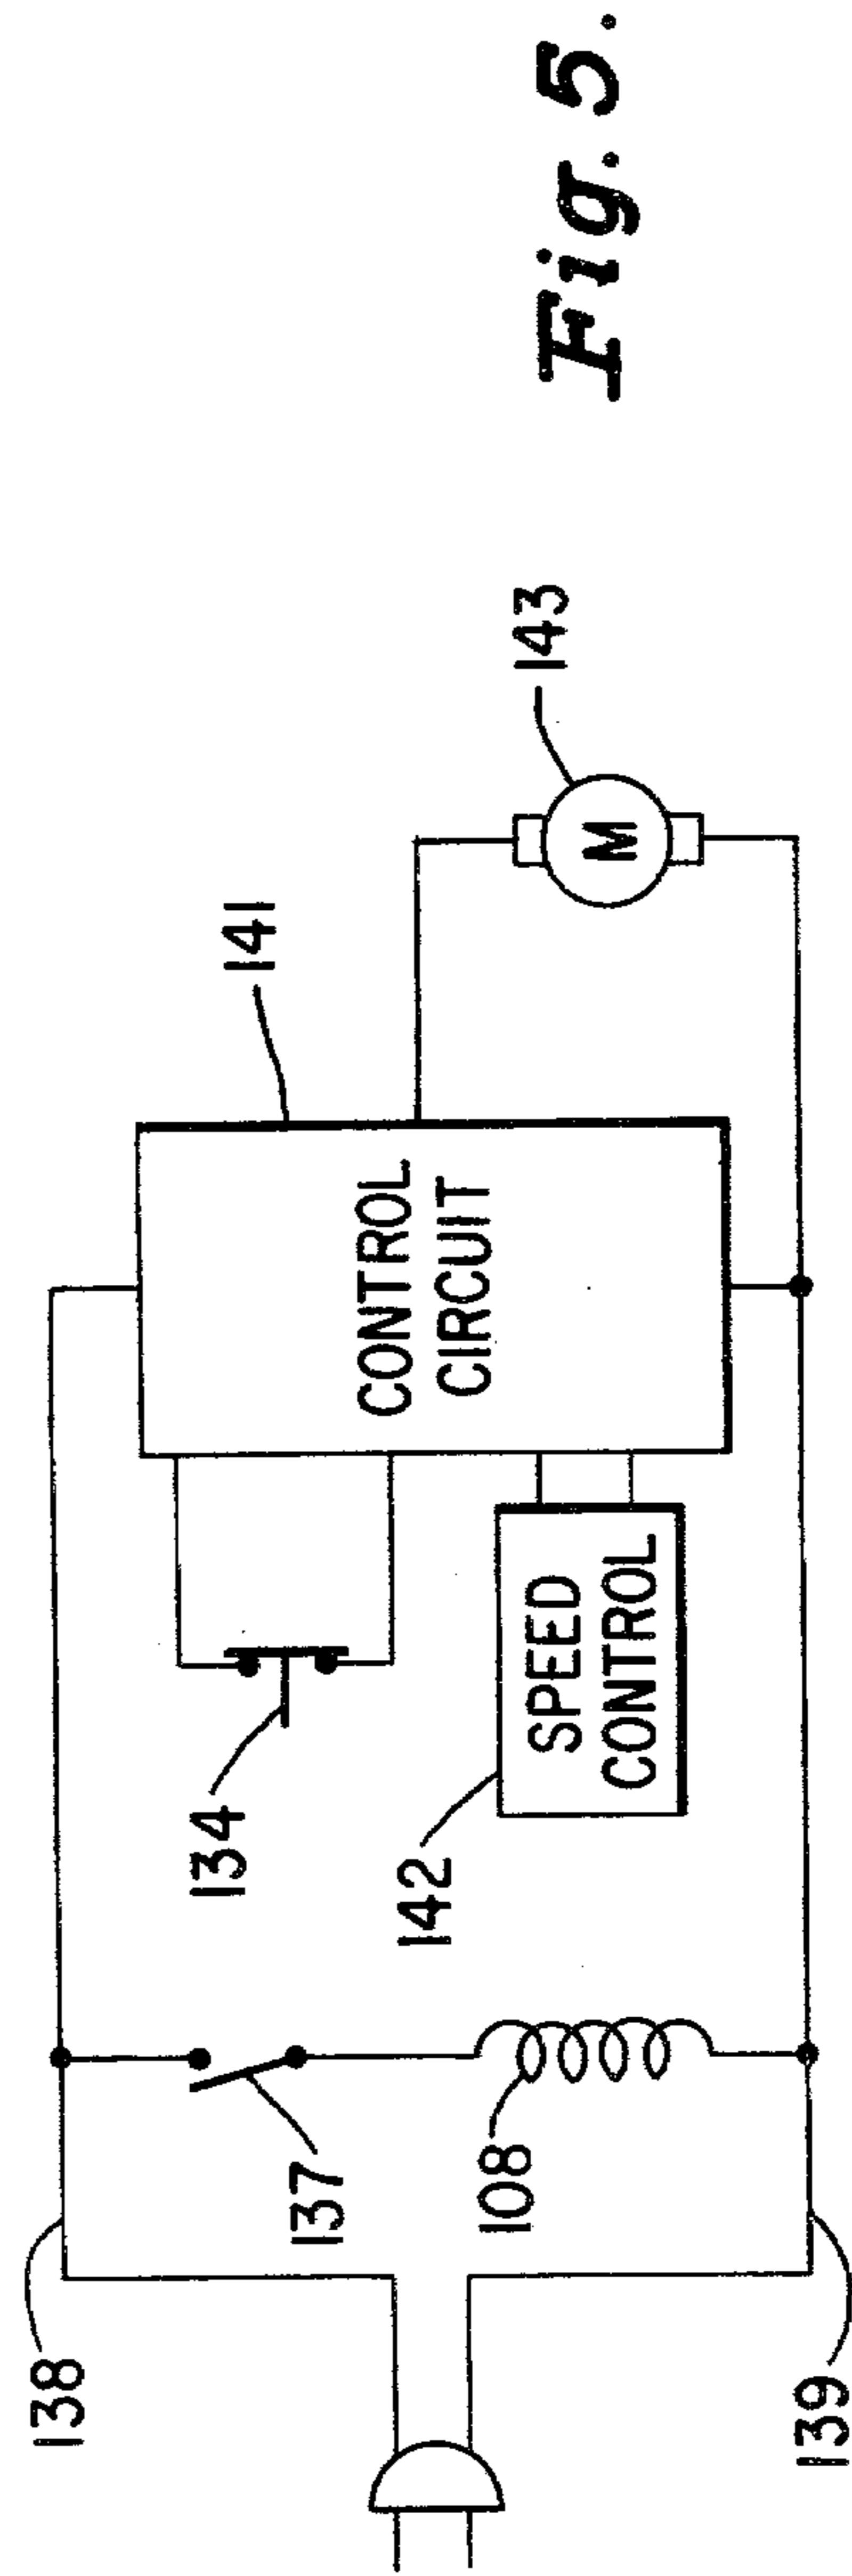 138
137
108
139
134
142
SPEED
CONTROL
CONTROL
CIRCUIT
141
M
143
Fig. 5.